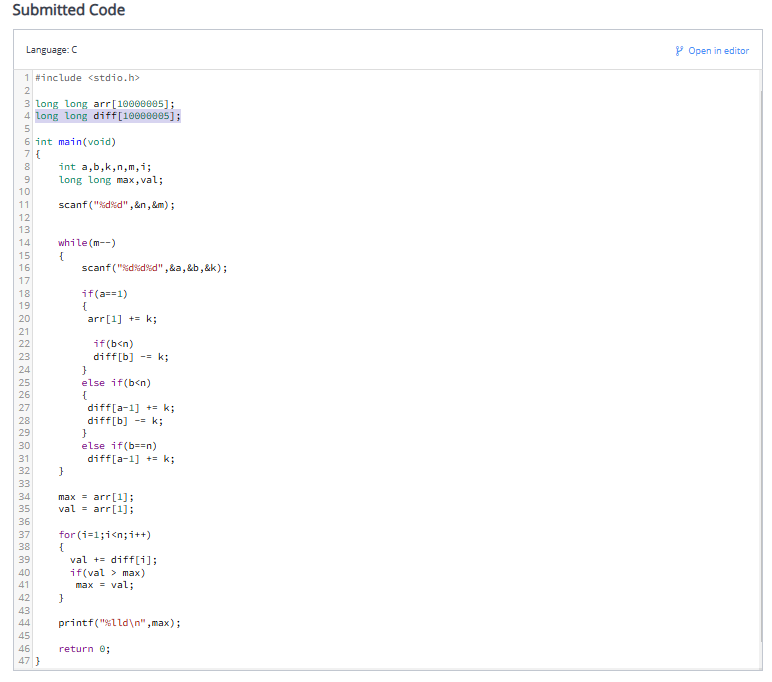 Submitted Code
Language: C
Open in editor
1 #include <stdio.h>
2
3 long long arr[10000005];
4 long long diff[10000005];
5
6 int main(void)
7 {
8     int a,b,k,n,m,i;
9     long long max,val;
10
11     scanf("%d%d",&n,&m);
12
13
14     while(m--)
15     {
16         scanf("%d%d%d",&a,&b,&k);
17
18         if(a==1)
19         {
20          arr[1] += k;
21
22           if(b<n)
23           diff[b] -= k;
24         }
25         else if(b<n)
26         {
27          diff[a-1] += k;
28          diff[b] -= k;
29         }
30         else if(b==n)
31          diff[a-1] += k;
32     }
33
34     max = arr[1];
35     val = arr[1];
36
37     for(i=1;i<n;i++)
38     {
39       val += diff[i];
40       if(val > max)
41        max = val;
42     }
43
44     printf("%lld\n",max);
45
46     return 0;
47 }